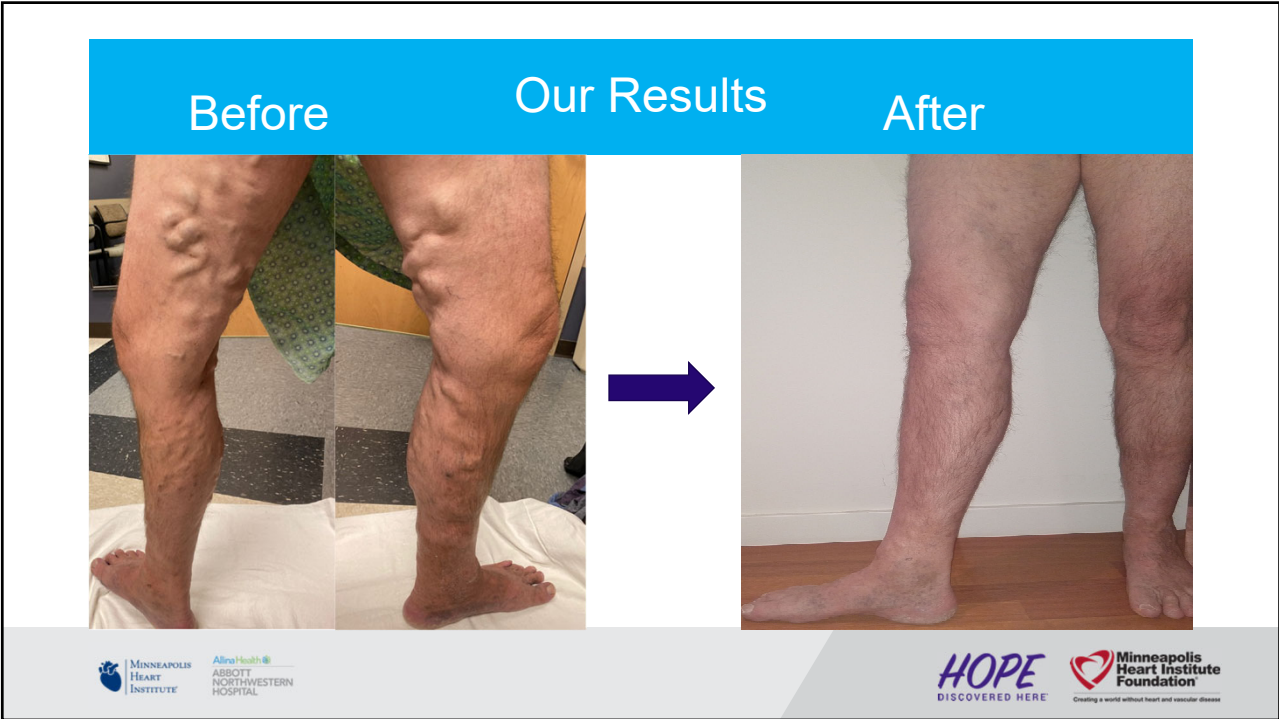 Our Results
Before
After
MINNEAPOLIS
HEART
INSTITUTE®
Allina Health
ABBOTT
NORTHWESTERN
HOSPITAL
HOPE
DISCOVERED HERE
Minneapolis
Heart Institute
Foundation®
Creating a world without heart and vascular disease